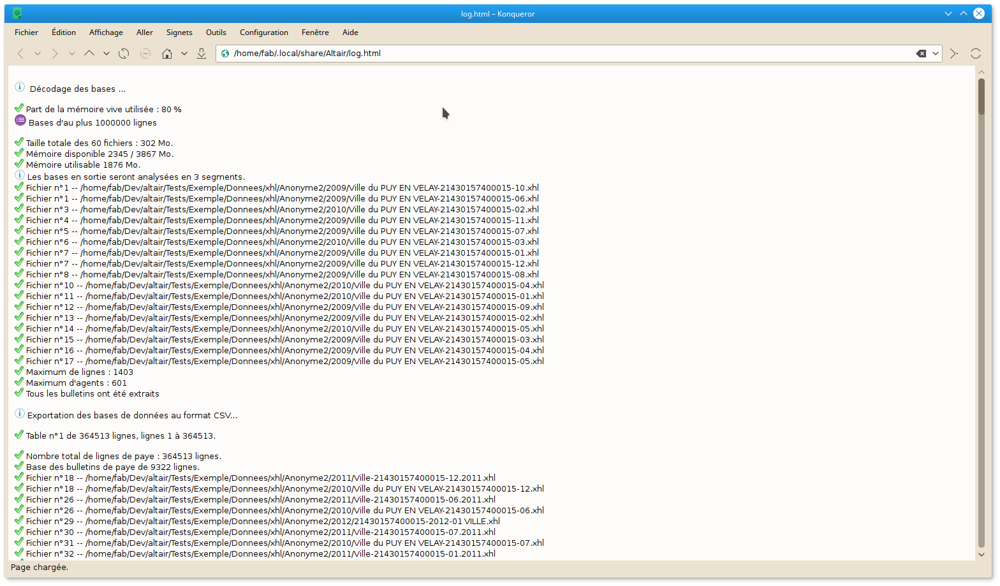 log.html – Konqueror
Fichier Édition Affichage Aller Signets Outils Configuration Fenêtre Aide
/home/fab/.local/share/Altair/log.html
Décodage des bases ...
Part de la mémoire vive utilisée : 80 %
Bases d'au plus 1000000 lignes
Taille totale des 60 fichiers : 302 Mo.
Mémoire disponible 2345 / 3867 Mo.
Mémoire utilisable 1876 Mo.
Les bases en sortie seront analysées en 3 segments.
Fichier n°1 -- /home/fab/Dev/altair/Tests/Exemple/Donnees/xhl/Anonyme2/2009/Ville du PUY EN VELAY-21430157400015-10.xhl
Fichier n°1 -- /home/fab/Dev/altair/Tests/Exemple/Donnees/xhl/Anonyme2/2009/Ville du PUY EN VELAY-21430157400015-06.xhl
Fichier n°3 -- /home/fab/Dev/altair/Tests/Exemple/Donnees/xhl/Anonyme2/2010/Ville du PUY EN VELAY-21430157400015-02.xhl
Fichier n°4 -- /home/fab/Dev/altair/Tests/Exemple/Donnees/xhl/Anonyme2/2009/Ville du PUY EN VELAY-21430157400015-11.xhl
Fichier n°5 -- /home/fab/Dev/altair/Tests/Exemple/Donnees/xhl/Anonyme2/2009/Ville du PUY EN VELAY-21430157400015-07.xhl
Fichier n°6 -- /home/fab/Dev/altair/Tests/Exemple/Donnees/xhl/Anonyme2/2010/Ville du PUY EN VELAY-21430157400015-03.xhl
Fichier n°7 -- /home/fab/Dev/altair/Tests/Exemple/Donnees/xhl/Anonyme2/2009/Ville du PUY EN VELAY-21430157400015-01.xhl
Fichier n°7 -- /home/fab/Dev/altair/Tests/Exemple/Donnees/xhl/Anonyme2/2009/Ville du PUY EN VELAY-21430157400015-12.xhl
Fichier n°8 -- /home/fab/Dev/altair/Tests/Exemple/Donnees/xhl/Anonyme2/2009/Ville du PUY EN VELAY-21430157400015-08.xhl
Fichier n°10 -- /home/fab/Dev/altair/Tests/Exemple/Donnees/xhl/Anonyme2/2010/Ville du PUY EN VELAY-21430157400015-04.xhl
Fichier n°11 -- /home/fab/Dev/altair/Tests/Exemple/Donnees/xhl/Anonyme2/2010/Ville du PUY EN VELAY-21430157400015-01.xhl
Fichier n°12 -- /home/fab/Dev/altair/Tests/Exemple/Donnees/xhl/Anonyme2/2009/Ville du PUY EN VELAY-21430157400015-09.xhl
Fichier n°13 -- /home/fab/Dev/altair/Tests/Exemple/Donnees/xhl/Anonyme2/2009/Ville du PUY EN VELAY-21430157400015-02.xhl
Fichier n°14 -- /home/fab/Dev/altair/Tests/Exemple/Donnees/xhl/Anonyme2/2010/Ville du PUY EN VELAY-21430157400015-05.xhl
Fichier n°15 -- /home/fab/Dev/altair/Tests/Exemple/Donnees/xhl/Anonyme2/2009/Ville du PUY EN VELAY-21430157400015-03.xhl
Fichier n°16 -- /home/fab/Dev/altair/Tests/Exemple/Donnees/xhl/Anonyme2/2009/Ville du PUY EN VELAY-21430157400015-04.xhl
Fichier n°17 -- /home/fab/Dev/altair/Tests/Exemple/Donnees/xhl/Anonyme2/2009/Ville du PUY EN VELAY-21430157400015-05.xhl
Maximum de lignes : 1403
Maximum d'agents : 601
Tous les bulletins ont été extraits
Exportation des bases de données au format CSV...
Table n°1 de 364513 lignes, lignes 1 à 364513.
Nombre total de lignes de paye : 364513 lignes.
Base des bulletins de paye de 9322 lignes.
Fichier n°18 -- /home/fab/Dev/altair/Tests/Exemple/Donnees/xhl/Anonyme2/2011/Ville-21430157400015-12.2011.xhl
Fichier n°18 -- /home/fab/Dev/altair/Tests/Exemple/Donnees/xhl/Anonyme2/2010/Ville du PUY EN VELAY-21430157400015-12.xhl
Fichier n°26 -- /home/fab/Dev/altair/Tests/Exemple/Donnees/xhl/Anonyme2/2011/Ville-21430157400015-06.2011.xhl
Fichier n°26 -- /home/fab/Dev/altair/Tests/Exemple/Donnees/xhl/Anonyme2/2010/Ville du PUY EN VELAY-21430157400015-06.xhl
Fichier n°29 -- /home/fab/Dev/altair/Tests/Exemple/Donnees/xhl/Anonyme2/2012/21430157400015-2012-01 VILLE.xhl
Fichier n°30 -- /home/fab/Dev/altair/Tests/Exemple/Donnees/xhl/Anonyme2/2011/Ville-21430157400015-07.2011.xhl
Fichier n°31 -- /home/fab/Dev/altair/Tests/Exemple/Donnees/xhl/Anonyme2/2010/Ville du PUY EN VELAY-21430157400015-07.xhl
Fichier n°32 -- /home/fab/Dev/altair/Tests/Exemple/Donnees/xhl/Anonyme2/2011/Ville-21430157400015-01.2011.xhl
Page chargée.